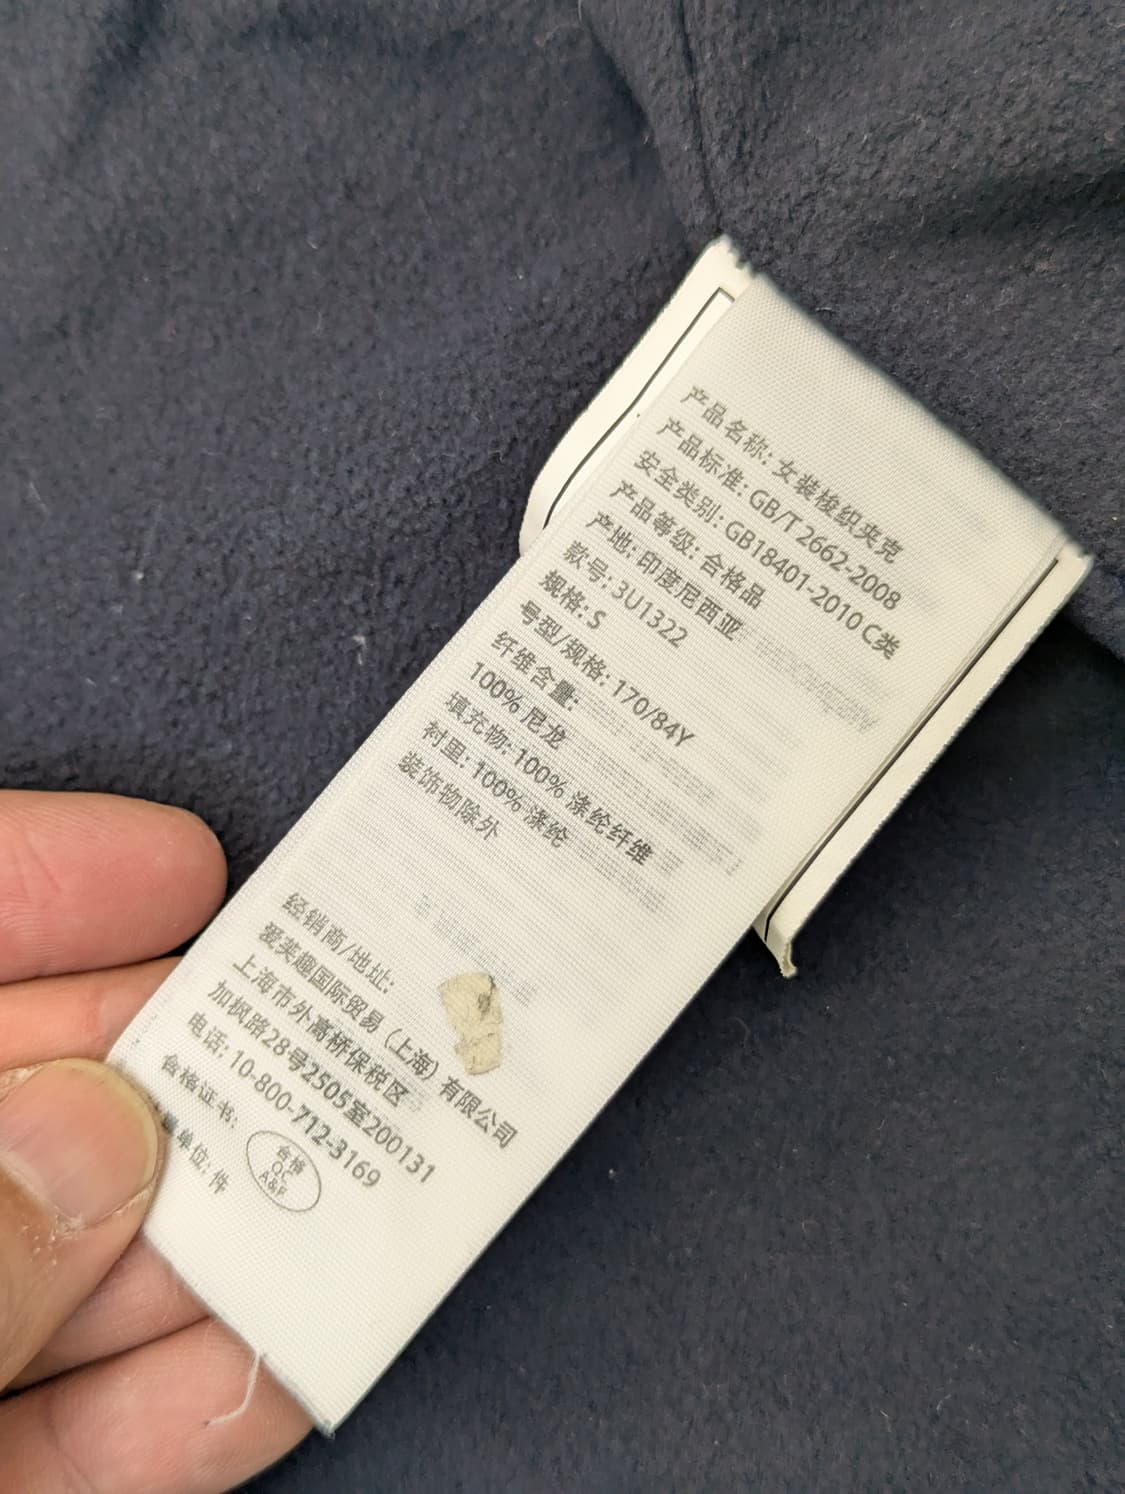 产品名称: 女装梭织夹克
产品标准: GB/T 2662-2008
安全类别: GB18401-2010 C类
产品等级: 合格品
产地: 印度尼西亚
款号: 3U1322
规格: S
号型/规格: 170/84Y
纤维含量:
100% 尼龙
填充物: 100% 涤纶纤维
衬里: 100% 涤纶
装饰物除外
经销商/地址:
爱芙趣国际贸易 (上海) 有限公司
上海市外高桥保税区
加枫路28号2505室200131
电话: 10-800-712-3169
合格证书:
合格
QC
A&F
单位: 件